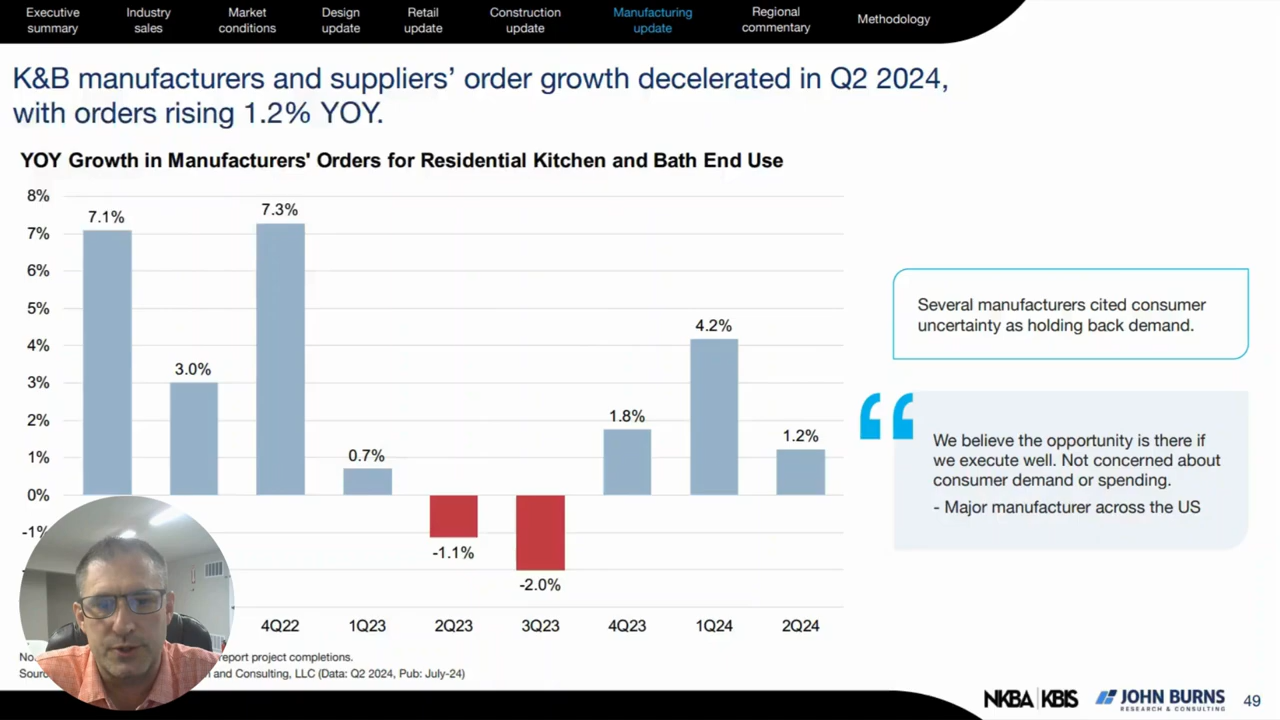 Executive summary
Industry sales
Market conditions
Design update
Retail update
Construction update
Manufacturing update
Regional commentary
Methodology
K&B manufacturers and suppliers' order growth decelerated in Q2 2024,
with orders rising 1.2% YOY.
YOY Growth in Manufacturers' Orders for Residential Kitchen and Bath End Use
8%
7%
6%
5%
4%
3%
2%
1%
0%
-1%
7.1%
3.0%
7.3%
0.7%
-1.1%
-2.0%
1.8%
4.2%
1.2%
4Q22
1Q23
2Q23
3Q23
4Q23
1Q24
2Q24
report project completions.
and Consulting, LLC (Data: Q2 2024, Pub: July-24)
Several manufacturers cited consumer
uncertainty as holding back demand.
“
We believe the opportunity is there if
we execute well. Not concerned about
consumer demand or spending.
- Major manufacturer across the US
NKBA | KBIS
JOHN BURNS
RESEARCH & CONSULTING
49